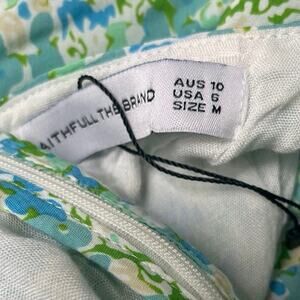 AITHFULL THE BRAND
AUS 10
USA 6
SIZE M